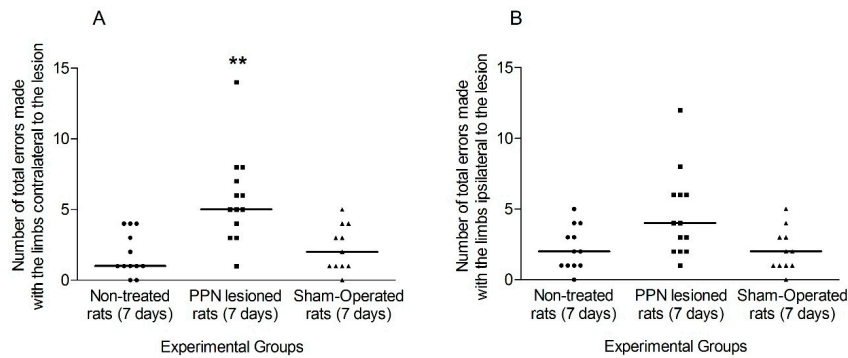 A
**
Number of total errors made
with the limbs contralateral to the lesion
15
10
5
0
Non-treated
rats (7 days)
PPN lesioned
rats (7 days)
Sham-Operated
rats (7 days)
Experimental Groups
B
Number of total errors made
with the limbs ipsilateral to the lesion
15
10
5
0
Non-treated
rats (7 days)
PPN lesioned
rats (7 days)
Sham-Operated
rats (7 days)
Experimental Groups